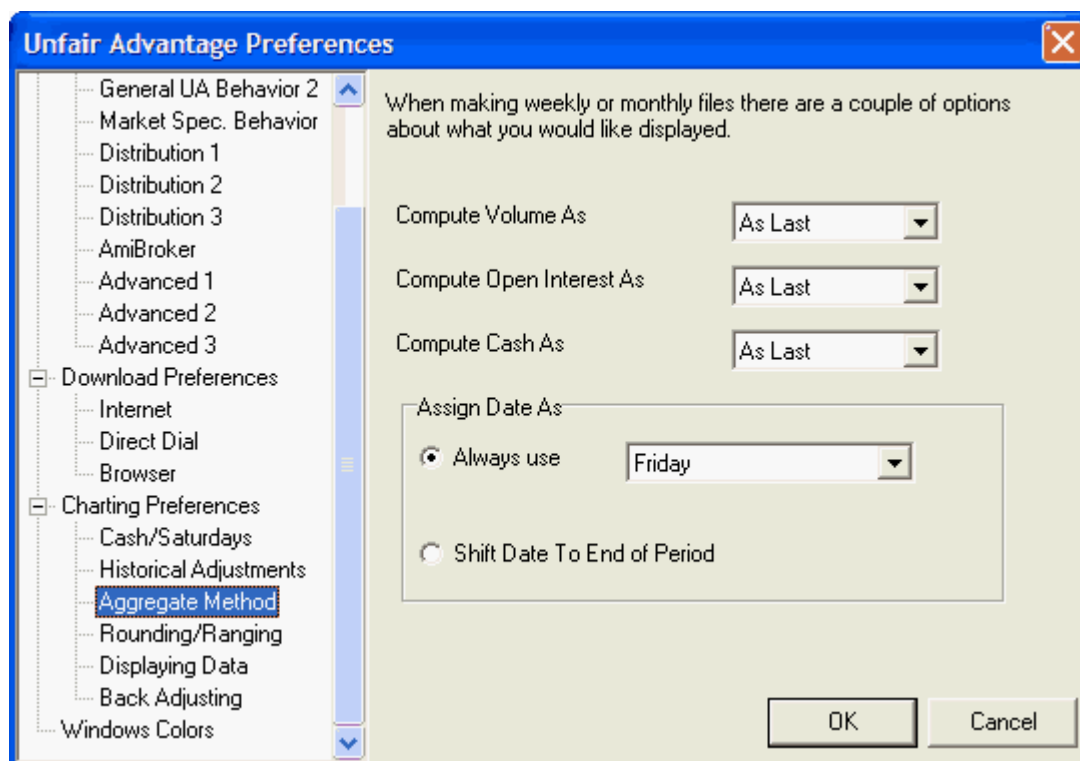 Unfair Advantage Preferences
General UA Behavior 2
Market Spec. Behavior
Distribution 1
Distribution 2
Distribution 3
AmiBroker
Advanced 1
Advanced 2
Advanced 3
Download Preferences
Internet
Direct Dial
Browser
Charting Preferences
Cash/Saturdays
Historical Adjustments
Aggregate Method
Rounding/Ranging
Displaying Data
Back Adjusting
Windows Colors
When making weekly or monthly files there are a couple of options
about what you would like displayed.
Compute Volume As As Last
Compute Open Interest As As Last
Compute Cash As As Last
Assign Date As
Always use Friday
Shift Date To End of Period
OK Cancel